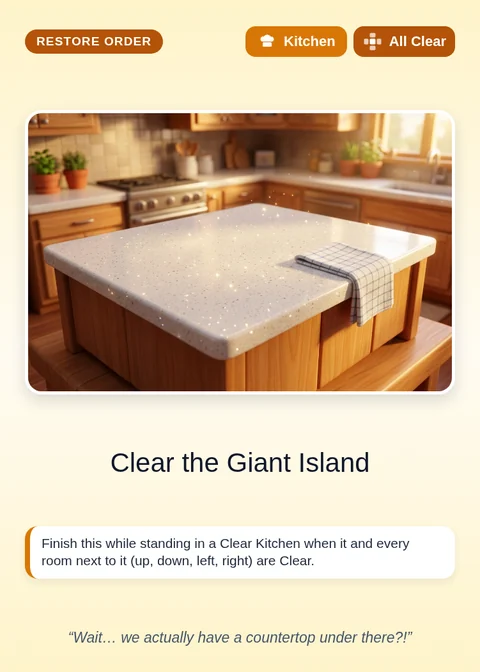 RESTORE ORDER
Kitchen
All Clear
Clear the Giant Island
Finish this while standing in a Clear Kitchen when it and every
room next to it (up, down, left, right) are Clear.
“Wait… we actually have a countertop under there?!”